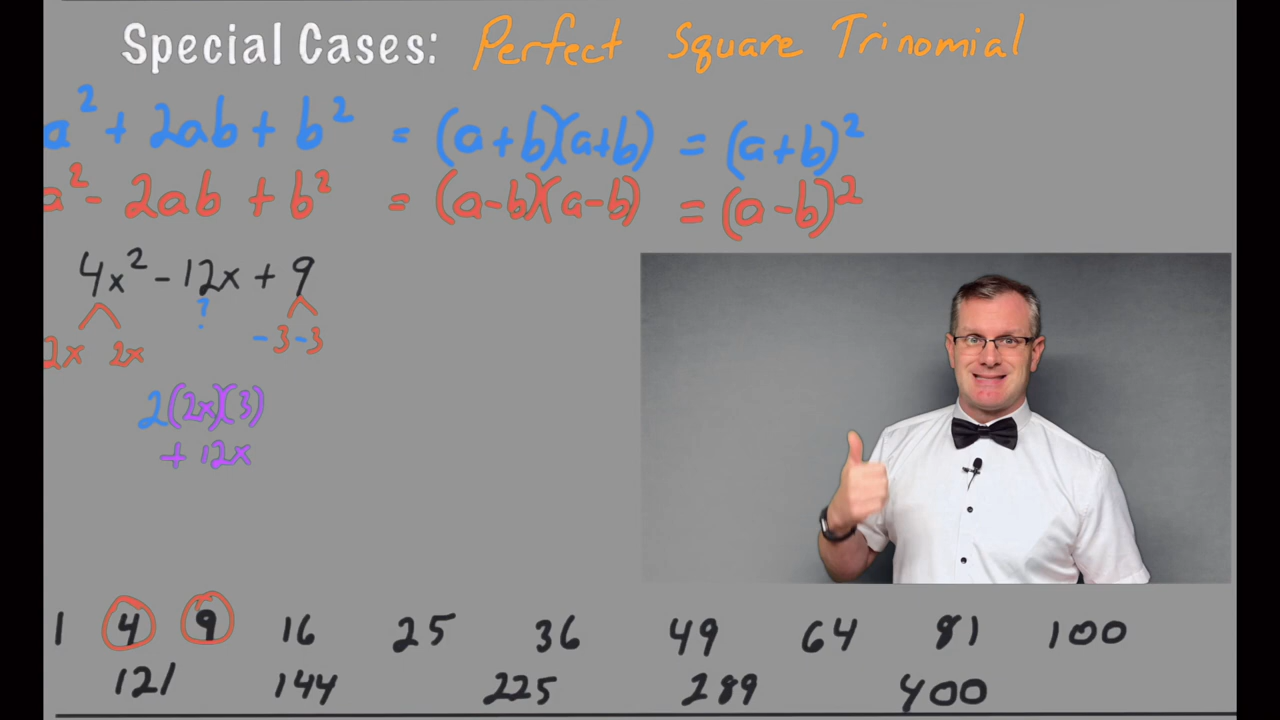 Special Cases: Perfect Square Trinomial
a² + 2ab + b² = (a+b)(a+b) = (a+b)²
a² - 2ab + b² = (a-b)(a-b) = (a-b)²
4x² - 12x + 9
?
2x 2x -3 -3
2(2x)(3)
+ 12x
1 4 9 16 25 36 49 64 81 100
121 144 225 289 400